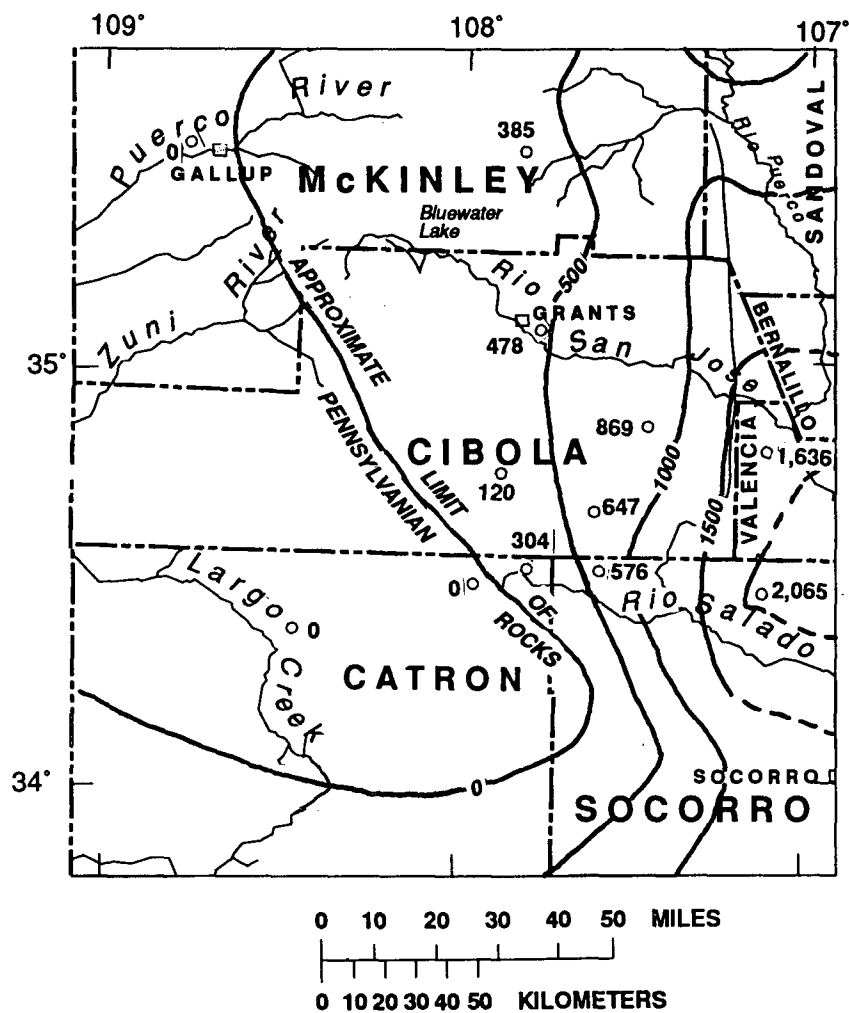 109° 108° 107°
River
Puerco
0
GALLUP
385
McKINLEY
Rio Puerco
SANDOVAL
Bluewater
Lake
River
Zuni
APPROXIMATE
Rio
500
GRANTS
478
San
Jose
BERNALILLO
35°
PENNSYLVANIAN
LIMIT
CIBOLA
869
120
647
1000
1500
VALENCIA
1,636
304
0
576
2,065
Largo
0
Creek
OF
ROCKS
Rio Salado
CATRON
34°
0
SOCORRO
SOCORRO
0 10 20 30 40 50 MILES
0 10 20 30 40 50 KILOMETERS